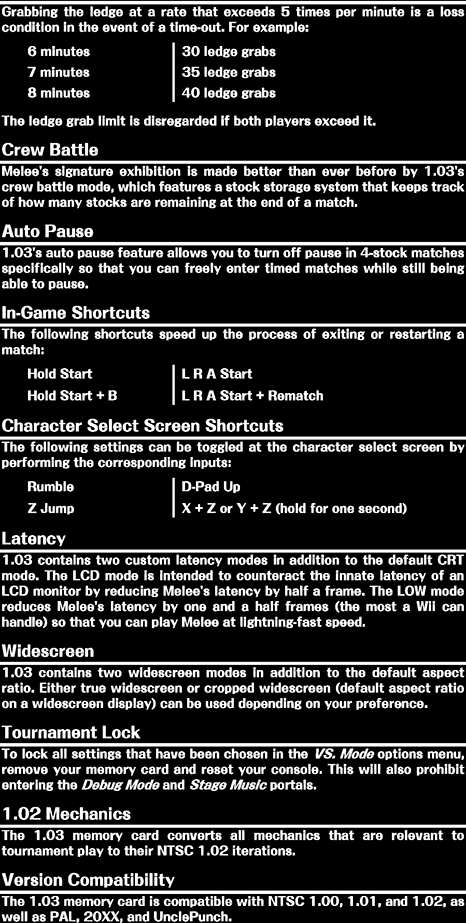 Grabbing the ledge at a rate that exceeds 5 times per minute is a loss
condition in the event of a time-out. For example:
6 minutes 30 ledge grabs
7 minutes 35 ledge grabs
8 minutes 40 ledge grabs
The ledge grab limit is disregarded if both players exceed it.
Crew Battle
Melee's signature exhibition is made better than ever before by 1.03's
crew battle mode, which features a stock storage system that keeps track
of how many stocks are remaining at the end of a match.
Auto Pause
1.03's auto pause feature allows you to turn off pause in 4-stock matches
specifically so that you can freely enter timed matches while still being
able to pause.
In-Game Shortcuts
The following shortcuts speed up the process of exiting or restarting a
match:
Hold Start L R A Start
Hold Start + B L R A Start + Rematch
Character Select Screen Shortcuts
The following settings can be toggled at the character select screen by
performing the corresponding inputs:
Rumble D-Pad Up
Z Jump X + Z or Y + Z (hold for one second)
Latency
1.03 contains two custom latency modes in addition to the default CRT
mode. The LCD mode is intended to counteract the innate latency of an
LCD monitor by reducing Melee's latency by half a frame. The LOW mode
reduces Melee's latency by one and a half frames (the most a Wii can
handle) so that you can play Melee at lightning-fast speed.
Widescreen
1.03 contains two widescreen modes in addition to the default aspect
ratio. Either true widescreen or cropped widescreen (default aspect ratio
on a widescreen display) can be used depending on your preference.
Tournament Lock
To lock all settings that have been chosen in the VS. Mode options menu,
remove your memory card and reset your console. This will also prohibit
entering the Debug Mode and Stage Music portals.
1.02 Mechanics
The 1.03 memory card converts all mechanics that are relevant to
tournament play to their NTSC 1.02 iterations.
Version Compatibility
The 1.03 memory card is compatible with NTSC 1.00, 1.01, and 1.02, as
well as PAL, 20XX, and UnclePunch.